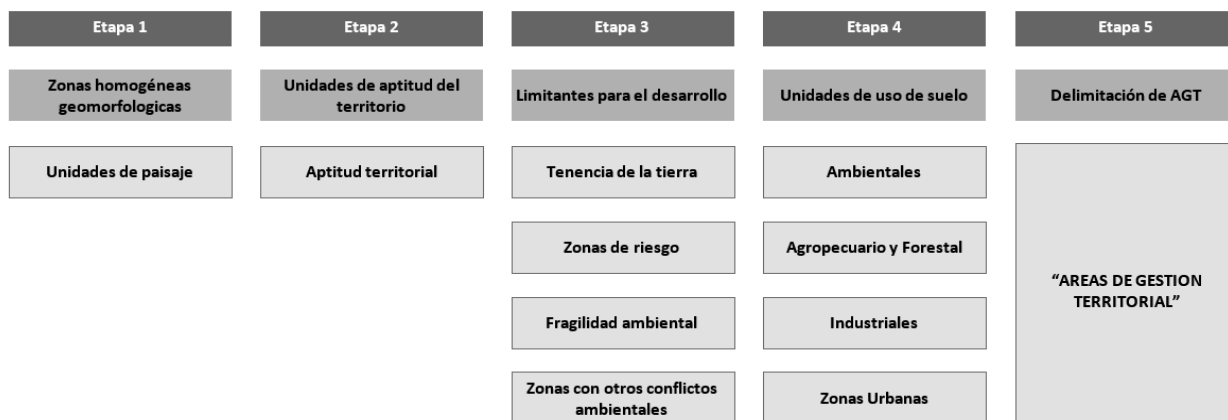 Etapa 1
Etapa 2
Etapa 3
Etapa 4
Etapa 5
Zonas homogéneas
geomorfologicas
Unidades de aptitud del
territorio
Limitantes para el desarrollo
Unidades de uso de suelo
Delimitación de AGT
Unidades de paisaje
Aptitud territorial
Tenencia de la tierra
Ambientales
Zonas de riesgo
Agropecuario y Forestal
“AREAS DE GESTION
TERRITORIAL”
Fragilidad ambiental
Industriales
Zonas con otros conflictos
ambientales
Zonas Urbanas